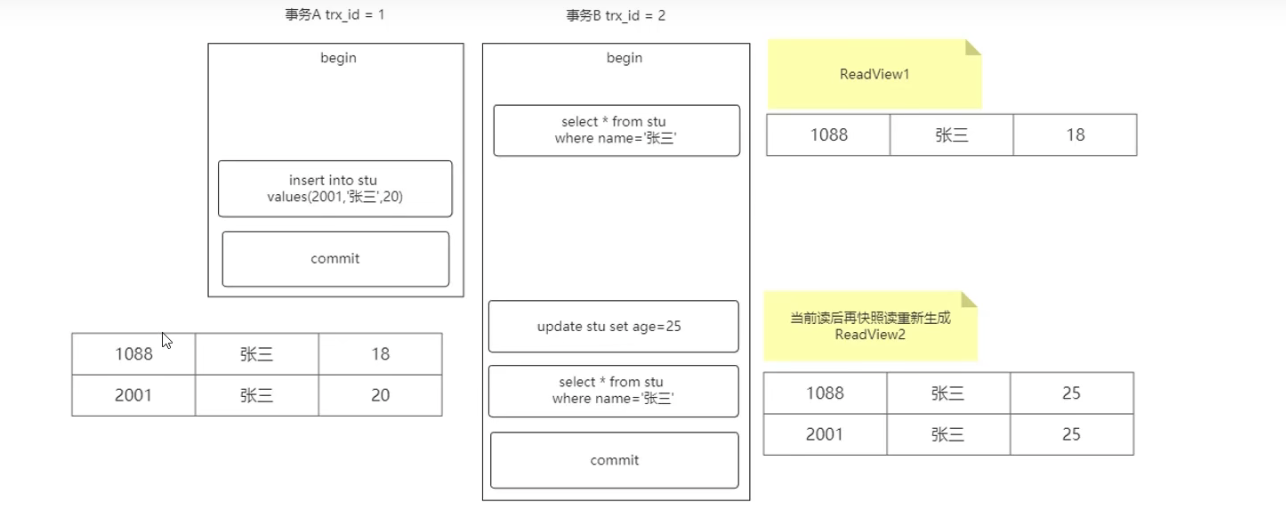 事务A trx_id = 1
事务B trx_id = 2
begin
insert into stu
values(2001,'张三',20)
commit
1088 张三 18
2001 张三 20
begin
select * from stu
where name='张三'
update stu set age=25
select * from stu
where name='张三'
commit
ReadView1
1088 张三 18
当前读后再快照读重新生成
ReadView2
1088 张三 25
2001 张三 25